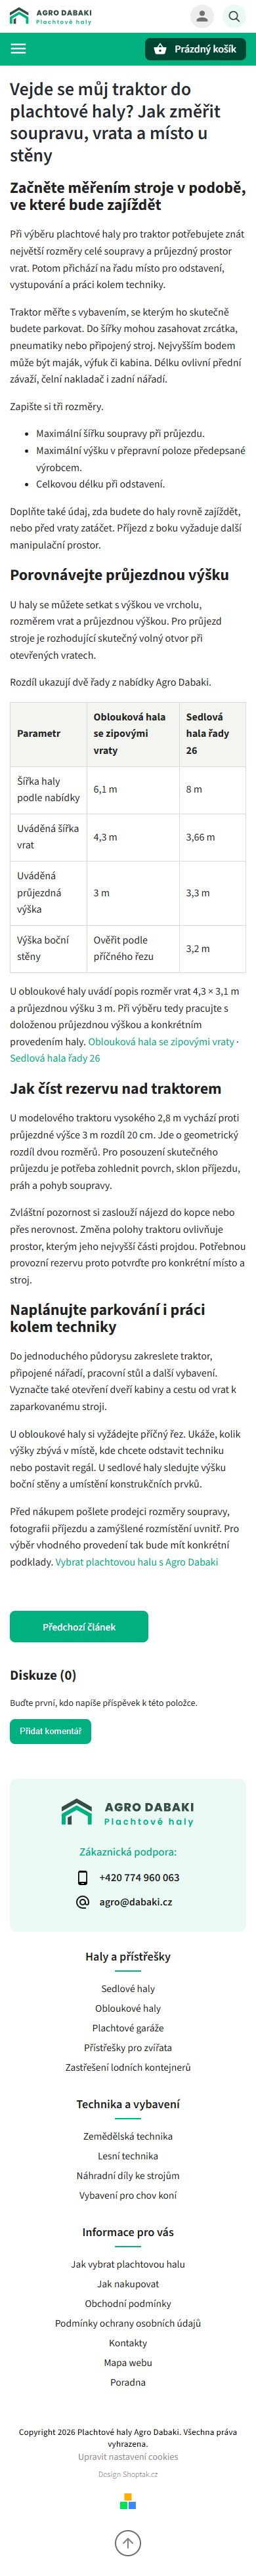 AGRO DABAKI
Plachtové haly
Prázdný košík
Vejde se můj traktor do
plachtové haly? Jak změřit
soupravu, vrata a místo u
stěny
Začněte měřením stroje v podobě,
ve které bude zajíždět
Při výběru plachtové haly pro traktor potřebujete znát
největší rozměry celé soupravy a průjezdný prostor
vrat. Potom přichází na řadu místo pro odstavení,
vystupování a práci kolem techniky.
Traktor měřte s vybavením, se kterým ho skutečně
budete parkovat. Do šířky mohou zasahovat zrcátka,
pneumatiky nebo připojený stroj. Nejvyšším bodem
může být maják, výfuk či kabina. Délku ovlivní přední
závaží, čelní nakladač i zadní nářadí.
Zapište si tři rozměry.
• Maximální šířku soupravy při průjezdu.
• Maximální výšku v přepravní poloze předepsané
výrobcem.
• Celkovou délku při odstavení.
Doplňte také údaj, zda budete do haly rovně zajíždět,
nebo před vraty zatáčet. Příjezd z boku vyžaduje další
manipulační prostor.
Porovnávejte průjezdnou výšku
U haly se můžete setkat s výškou ve vrcholu,
rozměrem vrat a průjezdnou výškou. Pro průjezd
stroje je rozhodující skutečný volný otvor při
otevřených vratech.
Rozdíl ukazují dvě řady z nabídky Agro Dabaki.
Parametr
Oblouková hala
se zipovými
vraty
Sedlová
hala řady
26
Šířka haly
podle nabídky
6,1 m
8 m
Uváděná šířka
vrat
4,3 m
3,66 m
Uváděná
průjezdná
výška
3 m
3,3 m
Výška boční
stěny
Ověřit podle
příčného řezu
3,2 m
U obloukové haly uvádí popis rozměr vrat 4,3 × 3,1 m
a průjezdnou výšku 3 m. Při výběru tedy pracujte s
doloženou průjezdnou výškou a konkrétním
provedením haly. Oblouková hala se zipovými vraty ·
Sedlová hala řady 26
Jak číst rezervu nad traktorem
U modelového traktoru vysokého 2,8 m vychází proti
průjezdné výšce 3 m rozdíl 20 cm. Jde o geometrický
rozdíl dvou rozměrů. Pro posouzení skutečného
průjezdu je potřeba zohlednit povrch, sklon příjezdu,
práh a pohyb soupravy.
Zvláštní pozornost si zaslouží nájezd do kopce nebo
přes nerovnost. Změna polohy traktoru ovlivňuje
prostor, kterým jeho nejvyšší části projdou. Potřebnou
provozní rezervu proto potvrďte pro konkrétní místo a
stroj.
Naplánujte parkování i práci
kolem techniky
Do jednoduchého půdorysu zakreslete traktor,
připojené nářadí, pracovní stůl a další vybavení.
Vyznačte také otevření dveří kabiny a cestu od vrat k
zaparkovanému stroji.
U obloukové haly si vyžádejte příčný řez. Ukáže, kolik
výšky zbývá v místě, kde chcete odstavit techniku
nebo postavit regál. U sedlové haly sledujte výšku
boční stěny a umístění konstrukčních prvků.
Před nákupem pošlete prodejci rozměry soupravy,
fotografii příjezdu a zamýšlené rozmístění uvnitř. Pro
výběr vhodného provedení tak bude mít konkrétní
podklady. Vybrat plachtovou halu s Agro Dabaki
Předchozí článek
Diskuze (0)
Buďte první, kdo napíše příspěvek k této položce.
Přidat komentář
AGRO DABAKI
Plachtové haly
Zákaznická podpora:
+420 774 960 063
agro@dabaki.cz
Haly a přístřešky
Sedlové haly
Obloukové haly
Plachtové garáže
Přístřešky pro zvířata
Zastřešení lodních kontejnerů
Technika a vybavení
Zemědělská technika
Lesní technika
Náhradní díly ke strojům
Vybavení pro chov koní
Informace pro vás
Jak vybrat plachtovou halu
Jak nakupovat
Obchodní podmínky
Podmínky ochrany osobních údajů
Kontakty
Mapa webu
Poradna
Copyright 2026 Plachtové haly Agro Dabaki. Všechna práva
vyhrazena.
Upravit nastavení cookies
Design Shoptak.cz